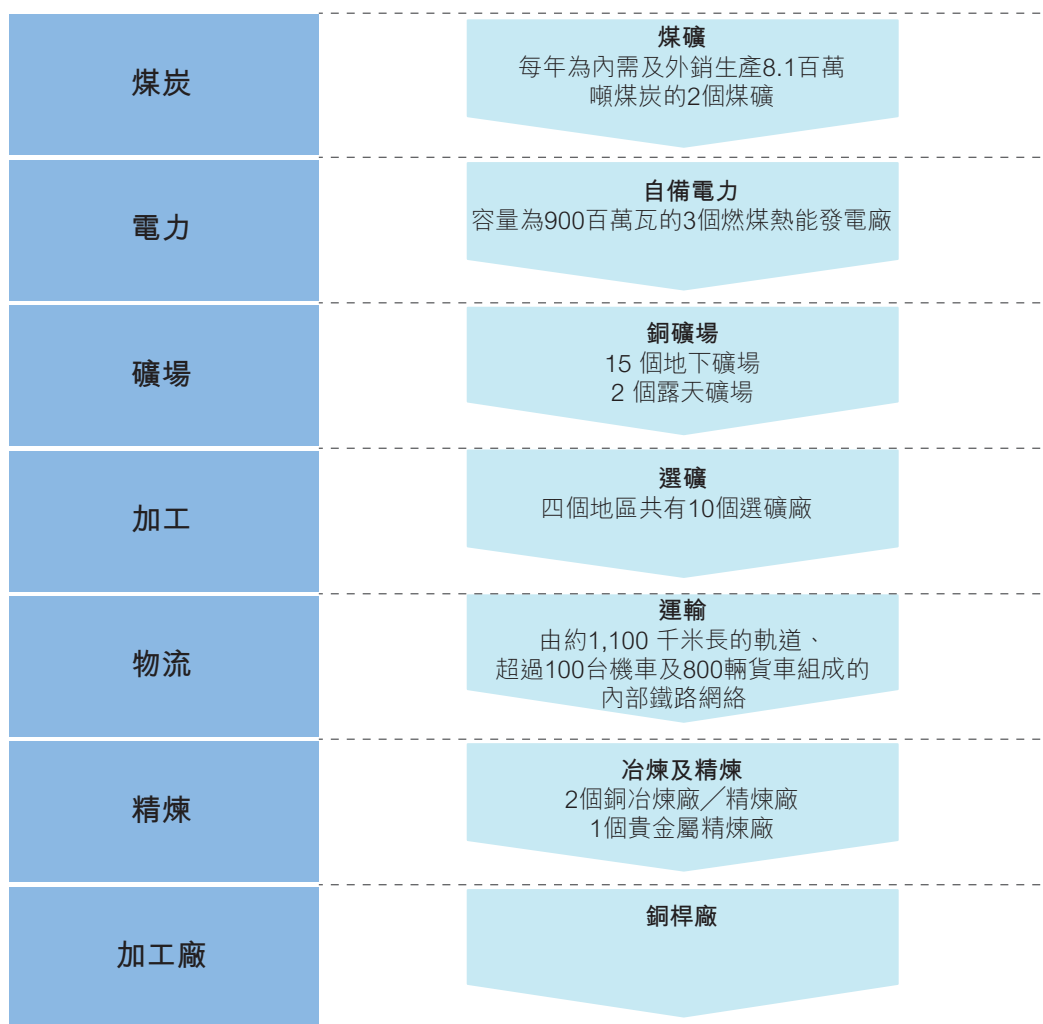 煤炭
煤礦
每年為內需及外銷生產8.1百萬
噸煤炭的2個煤礦
電力
自備電力
容量為900百萬瓦的3個燃煤熱能發電廠
礦場
銅礦場
15 個地下礦場
2 個露天礦場
加工
選礦
四個地區共有10個選礦廠
物流
運輸
由約1,100 千米長的軌道、
超過100台機車及800輛貨車組成的
內部鐵路網絡
精煉
冶煉及精煉
2個銅冶煉廠／精煉廠
1個貴金屬精煉廠
加工廠
銅桿廠